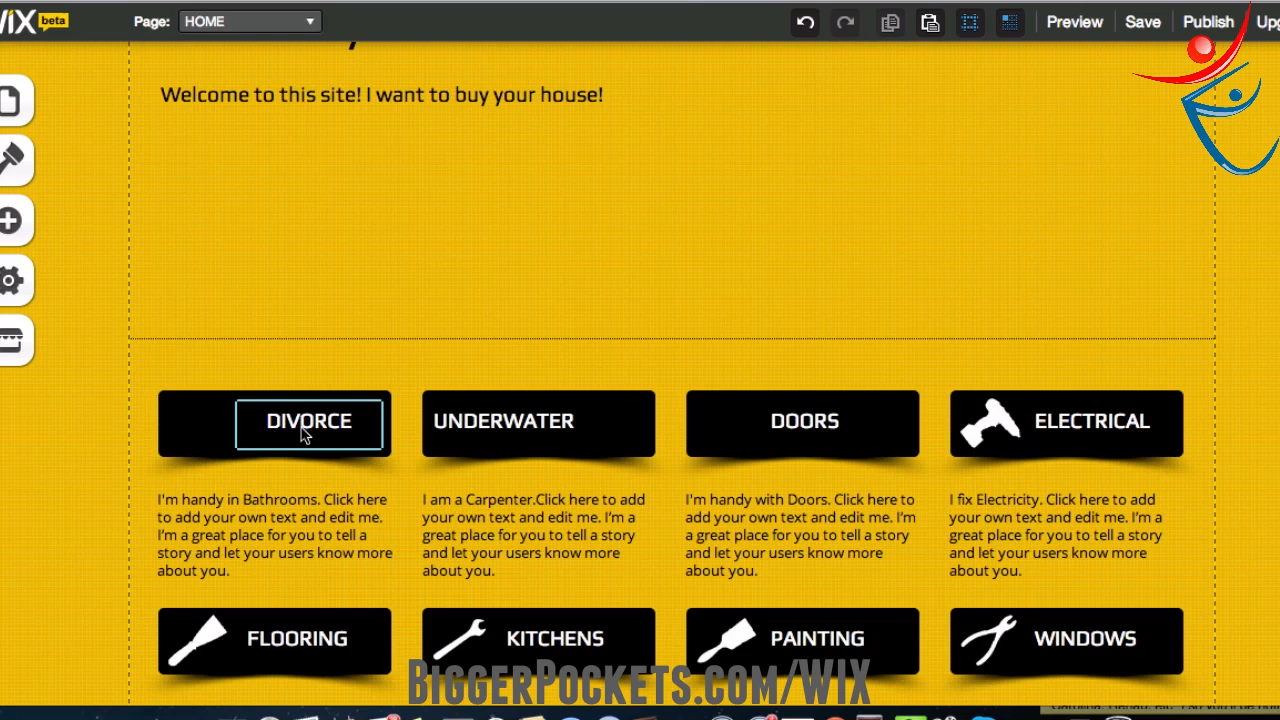 WIX beta
Page: HOME Preview Save Publish Upg
Welcome to this site! I want to buy your house!
DIVORCE UNDERWATER DOORS ELECTRICAL
I'm handy in Bathrooms. Click here
to add your own text and edit me.
I'm a great place for you to tell a
story and let your users know more
about you.
I am a Carpenter.Click here to add
your own text and edit me. I'm a
great place for you to tell a story
and let your users know more
about you.
I'm handy with Doors. Click here to
add your own text and edit me. I'm
a great place for you to tell a story
and let your users know more
about you.
I fix Electricity. Click here to add
your own text and edit me. I'm a
great place for you to tell a story
and let your users know more
about you.
FLOORING KITCHENS PAINTING WINDOWS
BIGGERPOCKETS.COM/WIX